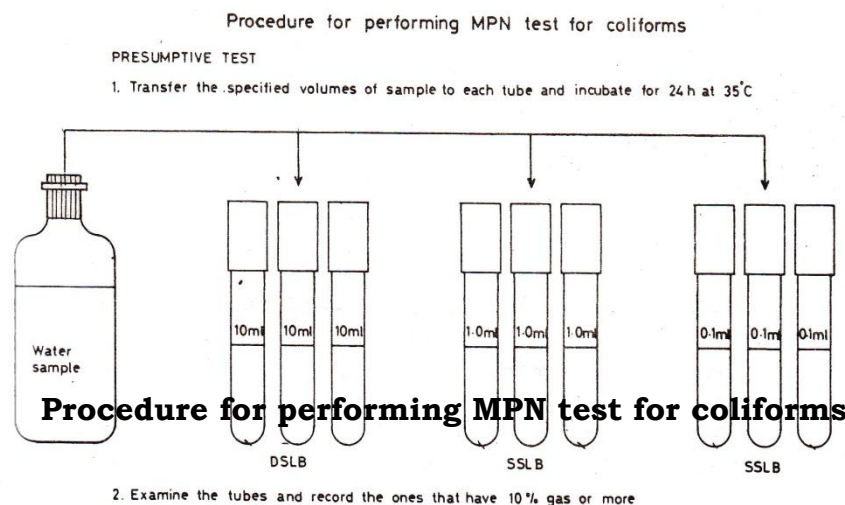 Procedure for performing MPN test for coliforms
PRESUMPTIVE TEST
1. Transfer the specified volumes of sample to each tube and incubate for 24 h at 35°C
10ml 10ml 10ml 1.0ml 1.0ml 1.0ml 0.1ml 0.1ml 0.1ml
Water
sample
Procedure for performing MPN test for coliforms
DSLB SSLB SSLB
2. Examine the tubes and record the ones that have 10% gas or more